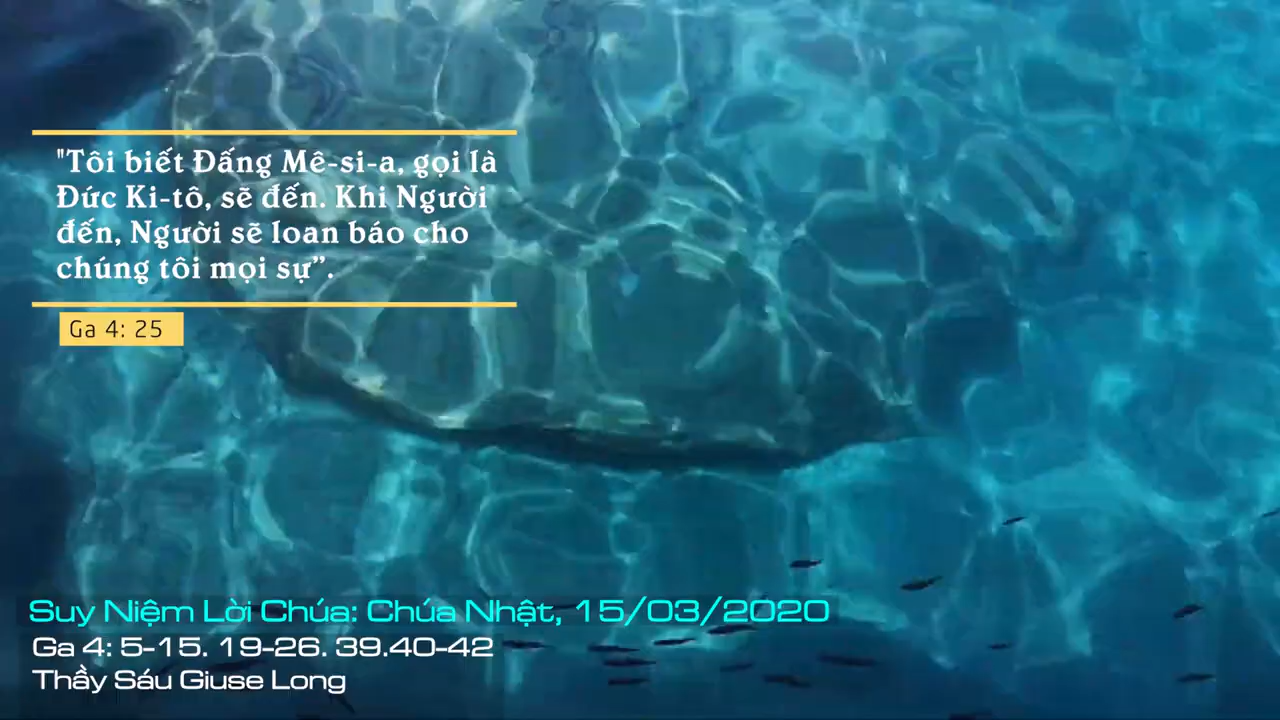 "Tôi biết Đấng Mê-si-a, gọi là
Đức Ki-tô, sẽ đến. Khi Người
đến, Người sẽ loan báo cho
chúng tôi mọi sự”.
Ga 4: 25
Suy Niệm Lời Chúa: Chúa Nhật, 15/03/2020
Ga 4: 5-15. 19-26. 39.40-42
Thầy Sáu Giuse Long